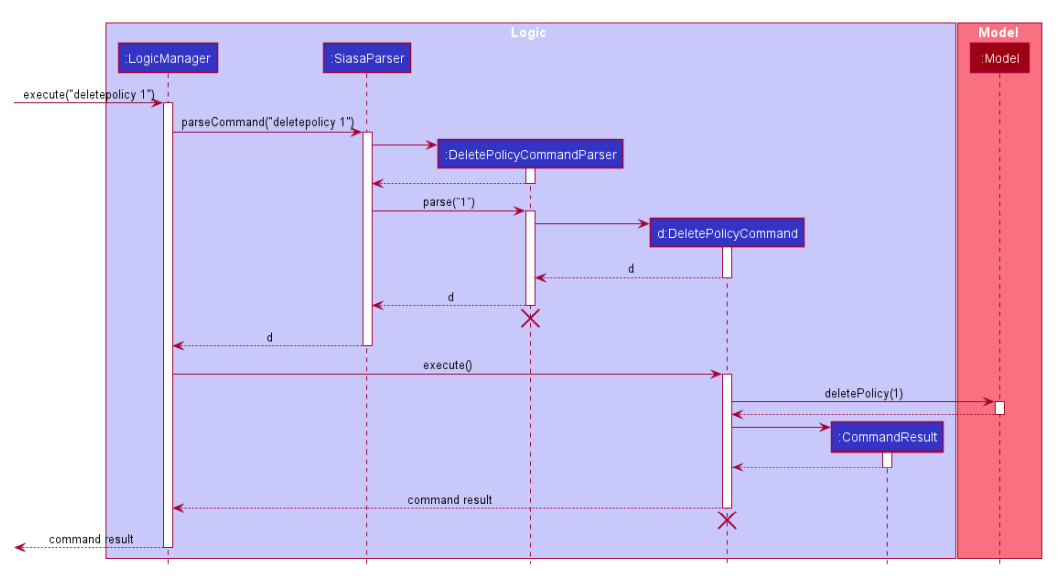 Logic
Model
:LogicManager
:SiasaParser
:Model
execute("deletepolicy 1")
parseCommand("deletepolicy 1")
:DeletePolicyCommandParser
parse("1")
d:DeletePolicyCommand
d
d
d
execute()
deletePolicy(1)
:CommandResult
command result
command result